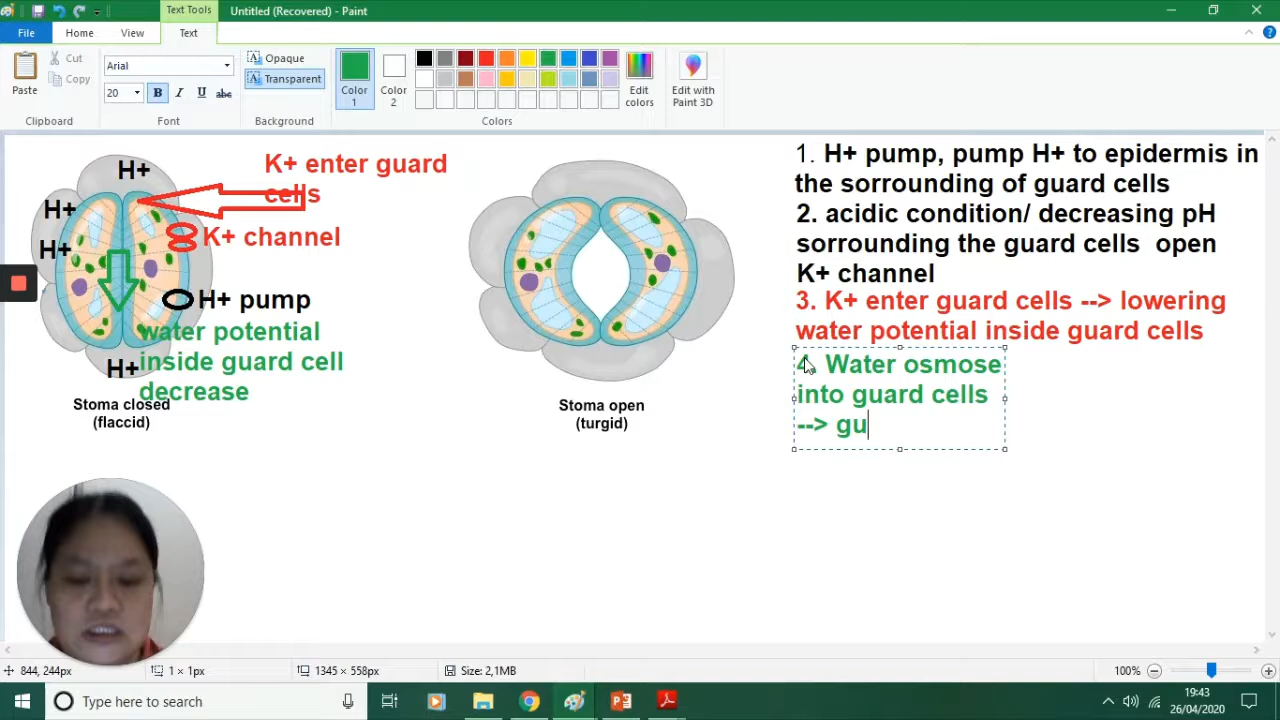 Text Tools
Untitled (Recovered) - Paint
File
Home
View
Text
Paste
Cut
Copy
Clipboard
Arial
20
B I U abc
Font
Opaque
Transparent
Background
Color 1
Color 2
Edit colors
Colors
Edit with Paint 3D
H+
H+
H+
K+ enter guard
cells
K+ channel
H+ pump
water potential
inside guard cell
decrease
H+
Stoma closed
(flaccid)
Stoma open
(turgid)
1. H+ pump, pump H+ to epidermis in
the sorrounding of guard cells
2. acidic condition/ decreasing pH
sorrounding the guard cells open
K+ channel
3. K+ enter guard cells --> lowering
water potential inside guard cells
4. Water osmose
into guard cells
--> gu
844, 244px
1 × 1px
1345 × 558px
Size: 2,1MB
100%
Type here to search
19:43
26/04/2020